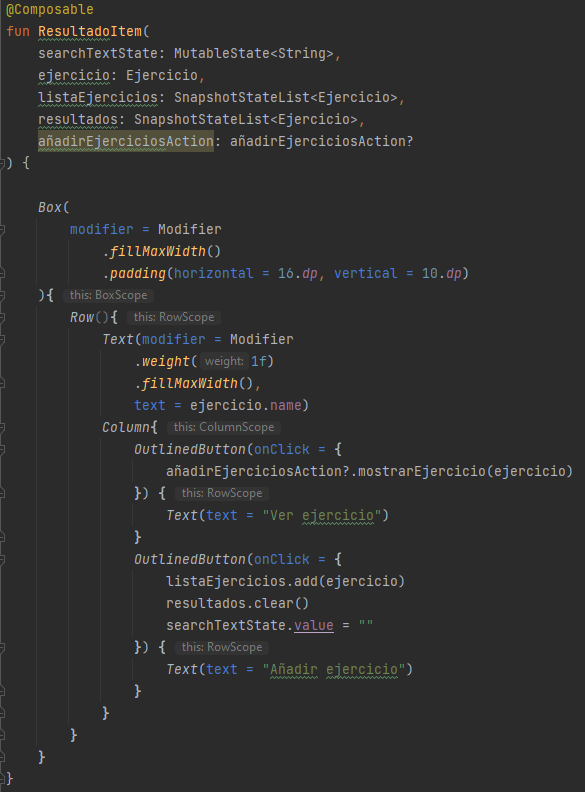 @Composable
fun ResultadoItem(
    searchTextState: MutableState<String>,
    ejercicio: Ejercicio,
    listaEjercicios: SnapshotStateList<Ejercicio>,
    resultados: SnapshotStateList<Ejercicio>,
    añadirEjerciciosAction: añadirEjerciciosAction?
) {
    Box(
        modifier = Modifier
            .fillMaxWidth()
            .padding(horizontal = 16.dp, vertical = 10.dp)
    ){ this: BoxScope
        Row(){ this: RowScope
            Text(modifier = Modifier
                .weight( weight: 1f)
                .fillMaxWidth(),
                text = ejercicio.name)
            Column{ this: ColumnScope
                OutlinedButton(onClick = {
                    añadirEjerciciosAction?.mostrarEjercicio(ejercicio)
                }) { this: RowScope
                    Text(text = "Ver ejercicio")
                }
                OutlinedButton(onClick = {
                    listaEjercicios.add(ejercicio)
                    resultados.clear()
                    searchTextState.value = ""
                }) { this: RowScope
                    Text(text = "Añadir ejercicio")
                }
            }
        }
    }
}